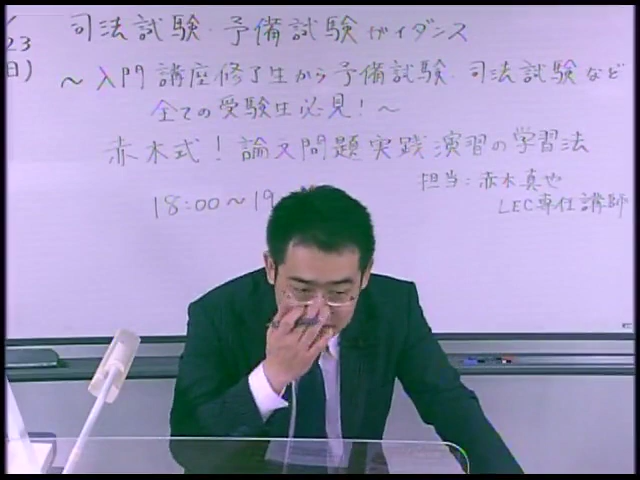 23 司法試験・予備試験ガイダンス
日) ～入門講座修了生から予備試験・司法試験など
全ての受験生必見！～
赤木式！論文問題実践演習の学習法
担当：赤木真也
18:00～19
LEC専任講師